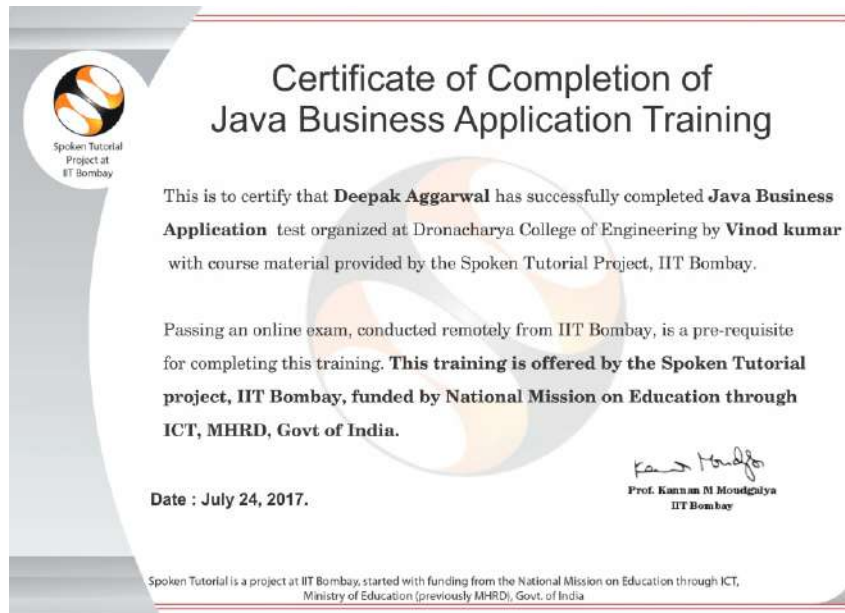 Certificate of Completion of
Java Business Application Training
Spoken Tutorial
Project at
IIT Bombay
This is to certify that Deepak Aggarwal has successfully completed Java Business
Application test organized at Dronacharya College of Engineering by Vinod kumar
with course material provided by the Spoken Tutorial Project, IIT Bombay.
Passing an online exam, conducted remotely from IIT Bombay, is a pre-requisite
for completing this training. This training is offered by the Spoken Tutorial
project, IIT Bombay, funded by National Mission on Education through
ICT, MHRD, Govt of India.
Date : July 24, 2017.
Prof. Kannan M Moudgalya
IIT Bombay
Spoken Tutorial is a project at IIT Bombay, started with funding from the National Mission on Education through ICT,
Ministry of Education (previously MHRD), Govt. of India